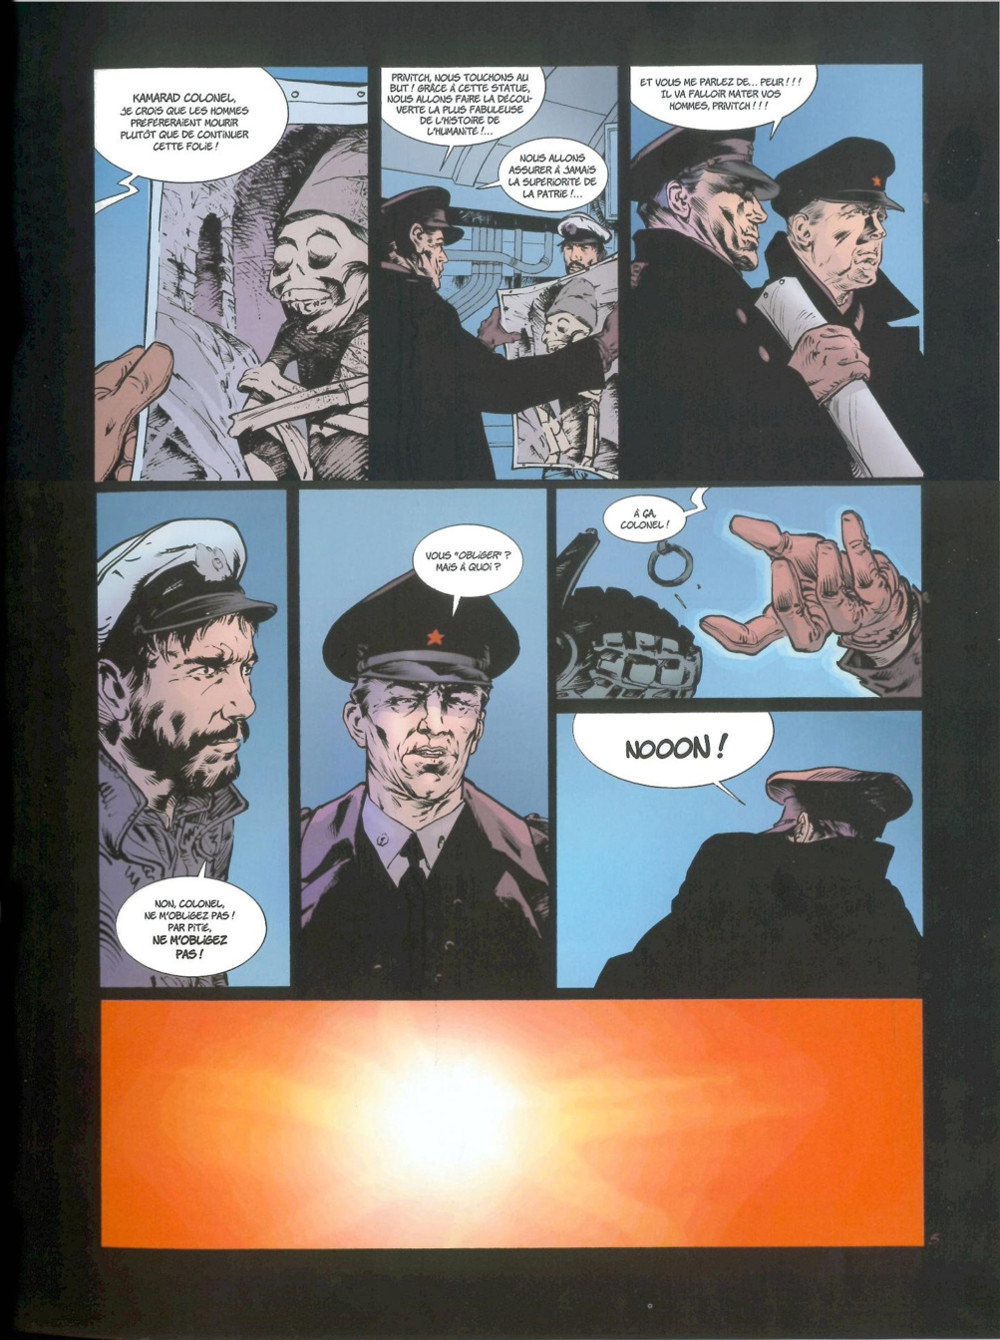 KAMARAD COLONEL,
JE CROIS QUE LES HOMMES
PRÉFÈRERAIENT MOURIR
PLUTÔT QUE DE CONTINUER
CETTE FOLIE !
PRIVITCH, NOUS TOUCHONS AU
BUT ! GRÂCE À CETTE STATUE,
NOUS ALLONS FAIRE LA DÉCOU-
VERTE LA PLUS FABULEUSE
DE L'HISTOIRE DE
L'HUMANITÉ !...
NOUS ALLONS
ASSURER À JAMAIS
LA SUPÉRIORITÉ DE
LA PATRIE !...
ET VOUS ME PARLEZ DE... PEUR ! ! !
IL VA FALLOIR MATER VOS
HOMMES, PRIVITCH ! ! !
NON, COLONEL,
NE M'OBLIGEZ PAS !
PAR PITIÉ,
NE M'OBLIGEZ
PAS !
VOUS "OBLIGER" ?
MAIS À QUOI ?
À ÇA,
COLONEL !
NOOON !
5